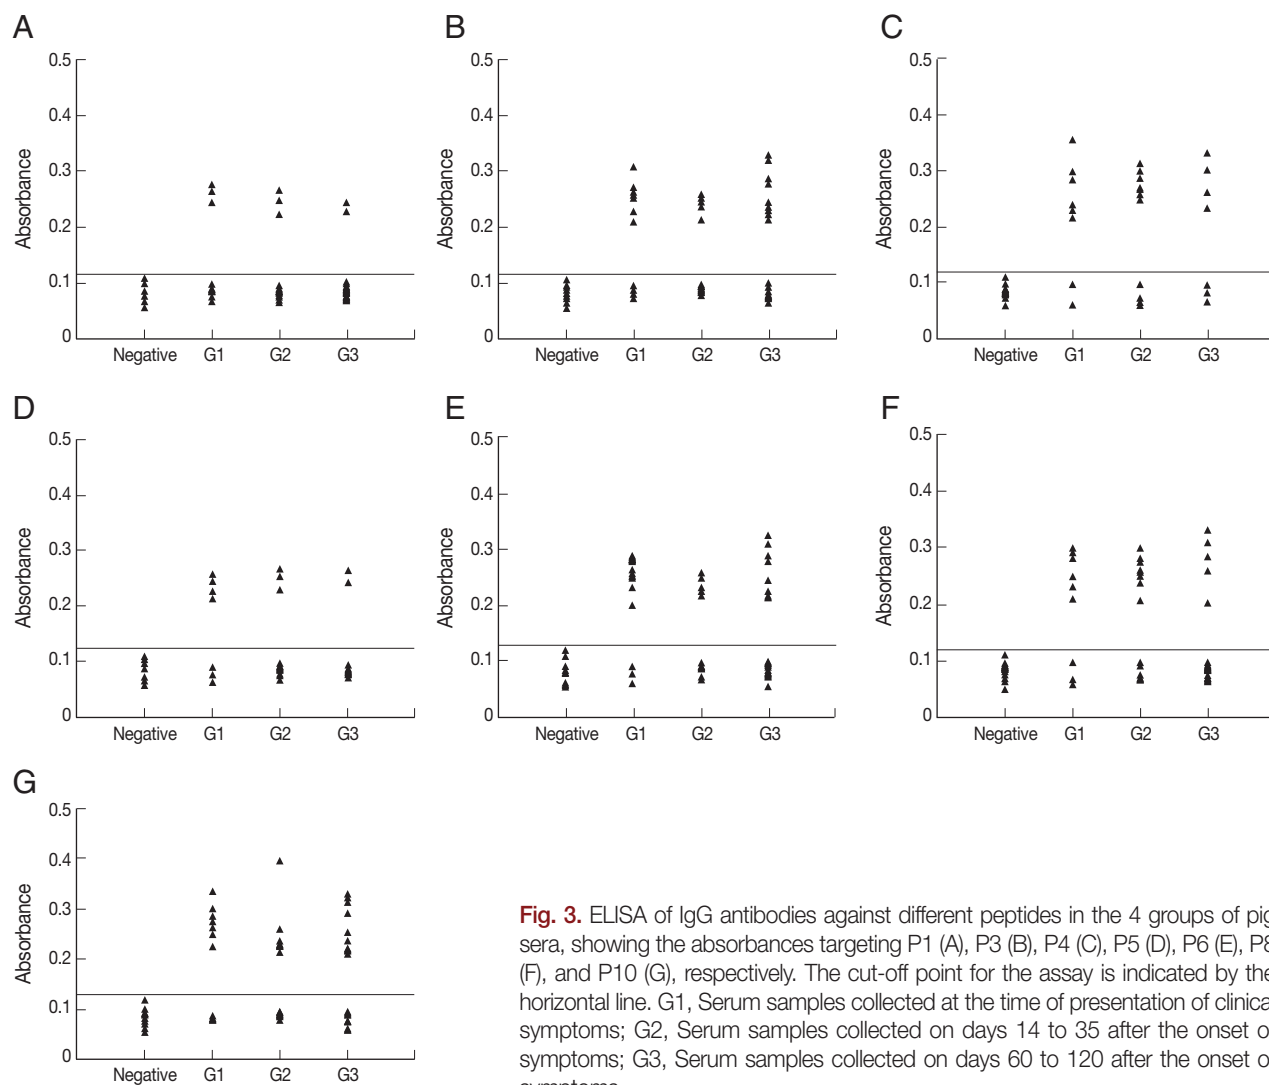 A
B
C
0.5
0.4
0.3
0.2
0.1
0
Absorbance
Negative G1 G2 G3
0.5
0.4
0.3
0.2
0.1
0
Absorbance
Negative G1 G2 G3
0.5
0.4
0.3
0.2
0.1
0
Absorbance
Negative G1 G2 G3
D
E
F
0.5
0.4
0.3
0.2
0.1
0
Absorbance
Negative G1 G2 G3
0.5
0.4
0.3
0.2
0.1
0
Absorbance
Negative G1 G2 G3
0.5
0.4
0.3
0.2
0.1
0
Absorbance
Negative G1 G2 G3
G
0.5
0.4
0.3
0.2
0.1
0
Absorbance
Negative G1 G2 G3
Fig. 3. ELISA of IgG antibodies against different peptides in the 4 groups of pig
sera, showing the absorbances targeting P1 (A), P3 (B), P4 (C), P5 (D), P6 (E), P8
(F), and P10 (G), respectively. The cut-off point for the assay is indicated by the
horizontal line. G1, Serum samples collected at the time of presentation of clinical
symptoms; G2, Serum samples collected on days 14 to 35 after the onset of
symptoms; G3, Serum samples collected on days 60 to 120 after the onset of